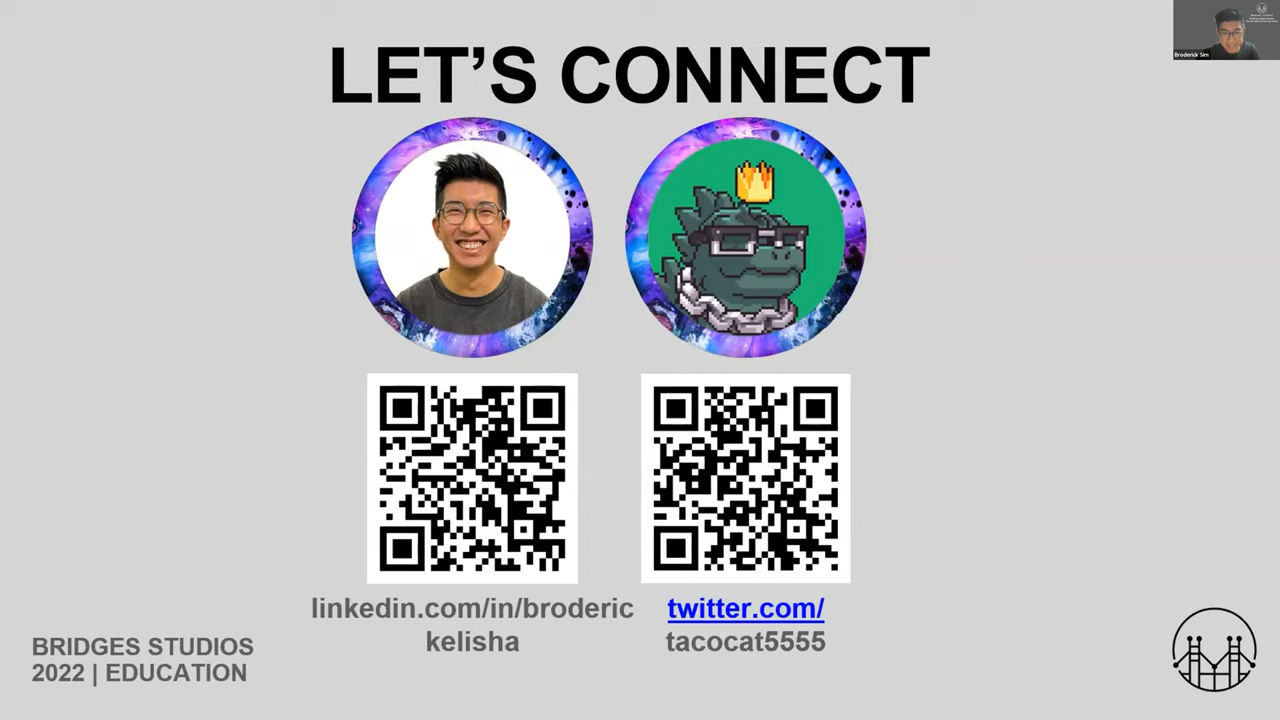 LET'S CONNECT
Broderick Sim
linkedin.com/in/broderic
kelisha
twitter.com/
tacocat5555
BRIDGES STUDIOS
2022 | EDUCATION